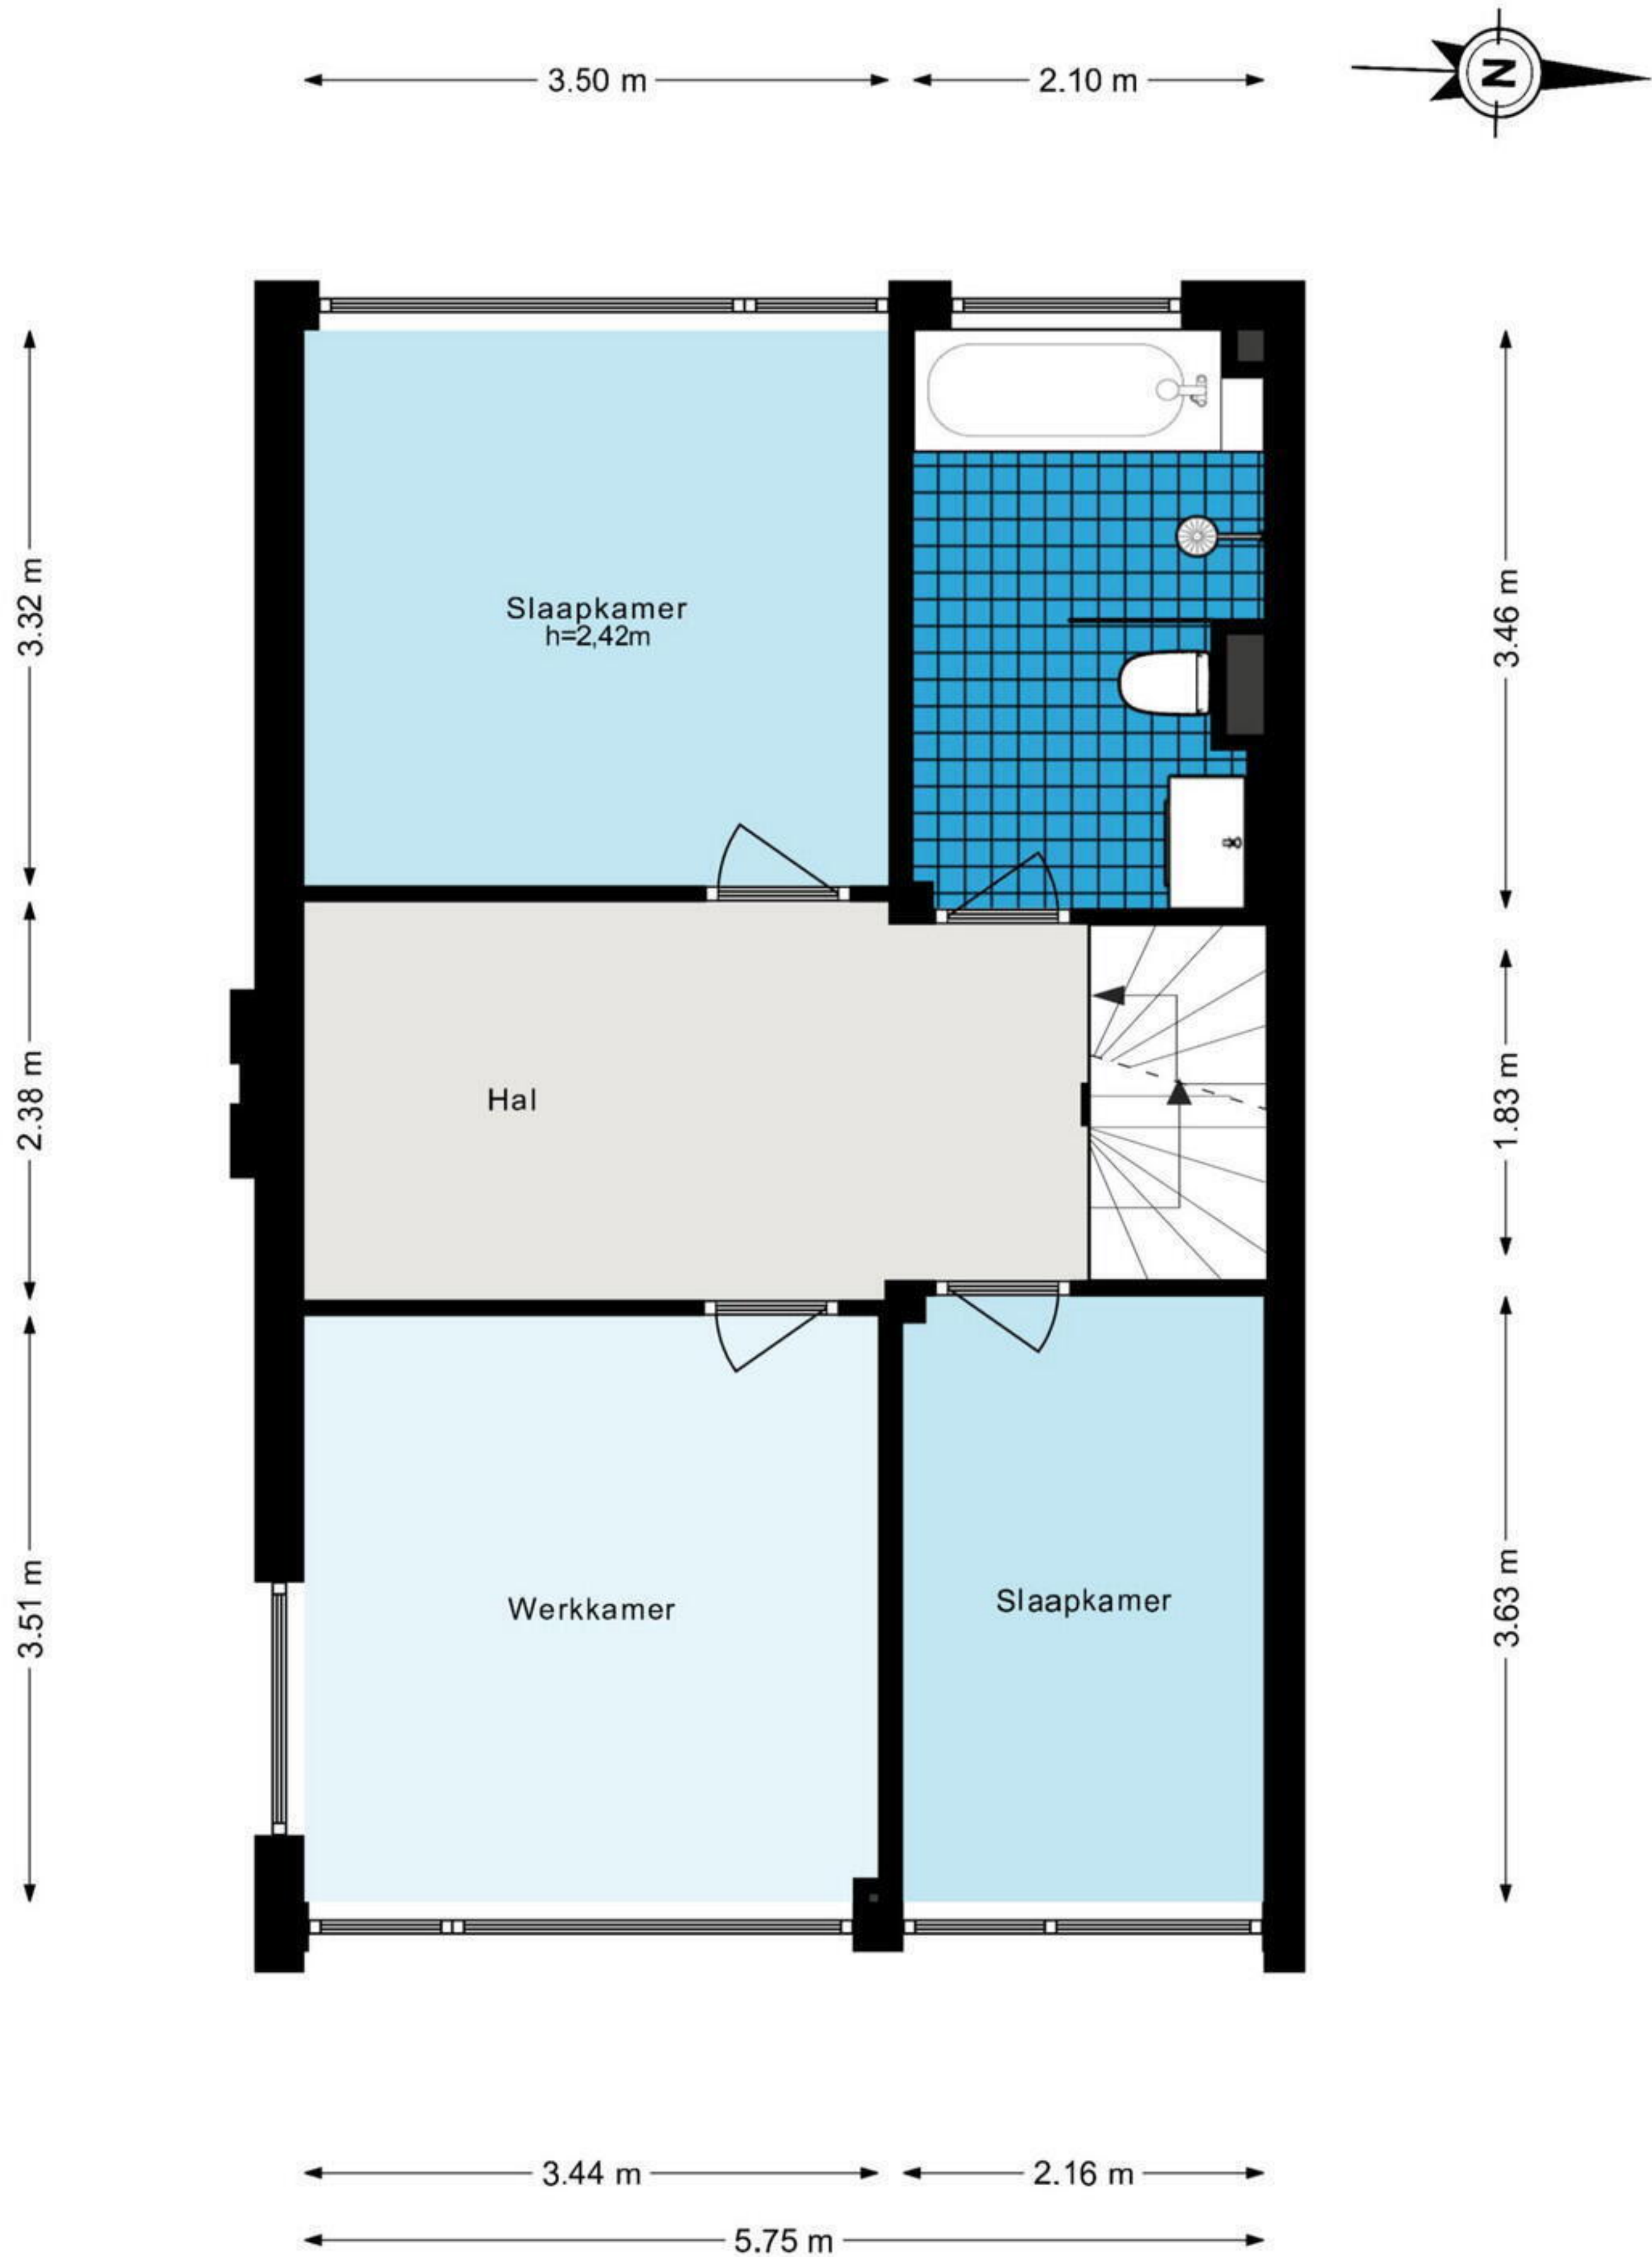 3.50 m
2.10 m
N
3.32 m
3.46 m
Slaapkamer
h=2,42m
2.38 m
1.83 m
Hal
3.51 m
3.63 m
Werkkamer
Slaapkamer
3.44 m
2.16 m
5.75 m